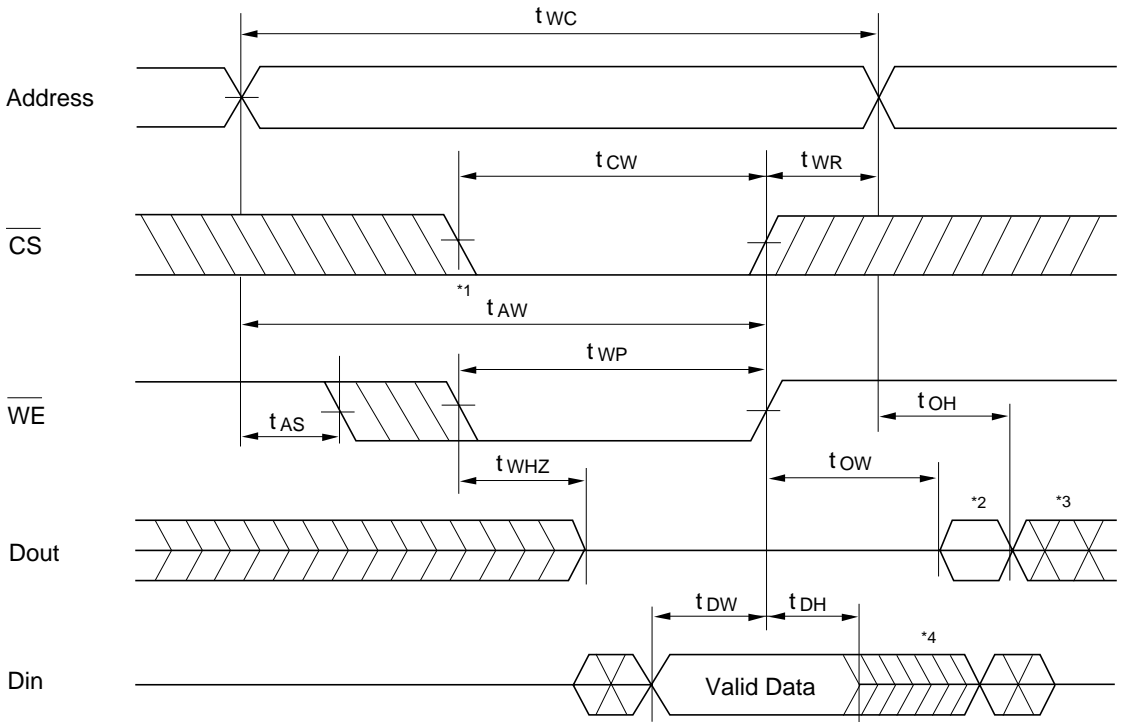 t WC
Address
t CW
t WR
CS
*1
t AW
t WP
WE
t AS
t OH
t WHZ
t OW
*2
*3
Dout
t DW
t DH
*4
Din
Valid Data